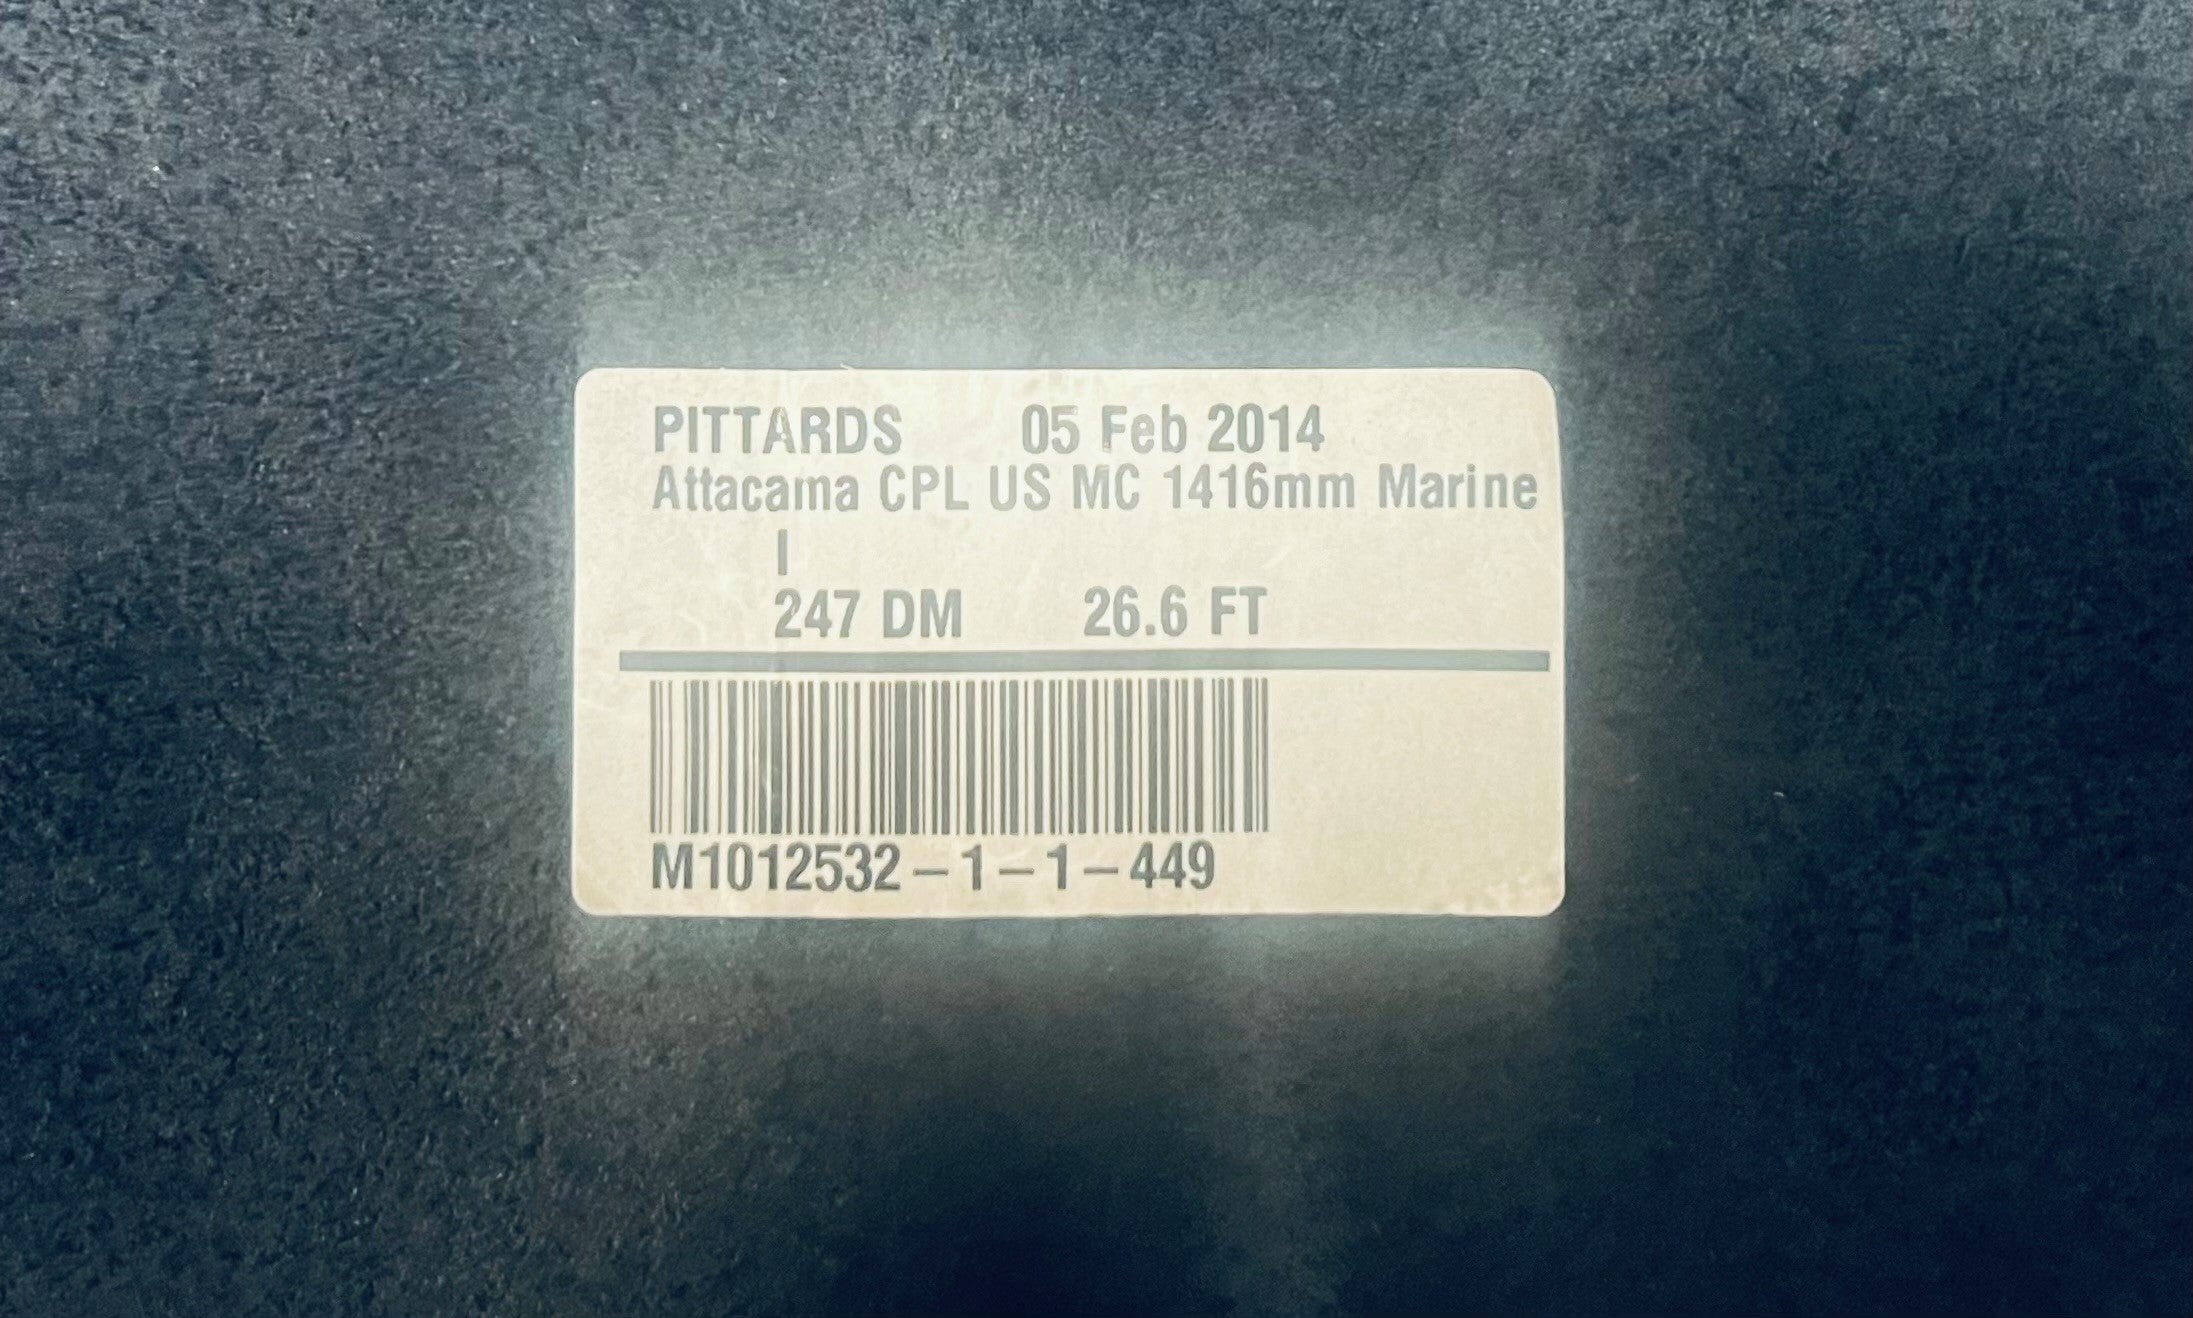 PITTARDS 05 Feb 2014
Attacama CPL US MC 1416mm Marine
I
247 DM 26.6 FT
M1012532-1-1-449